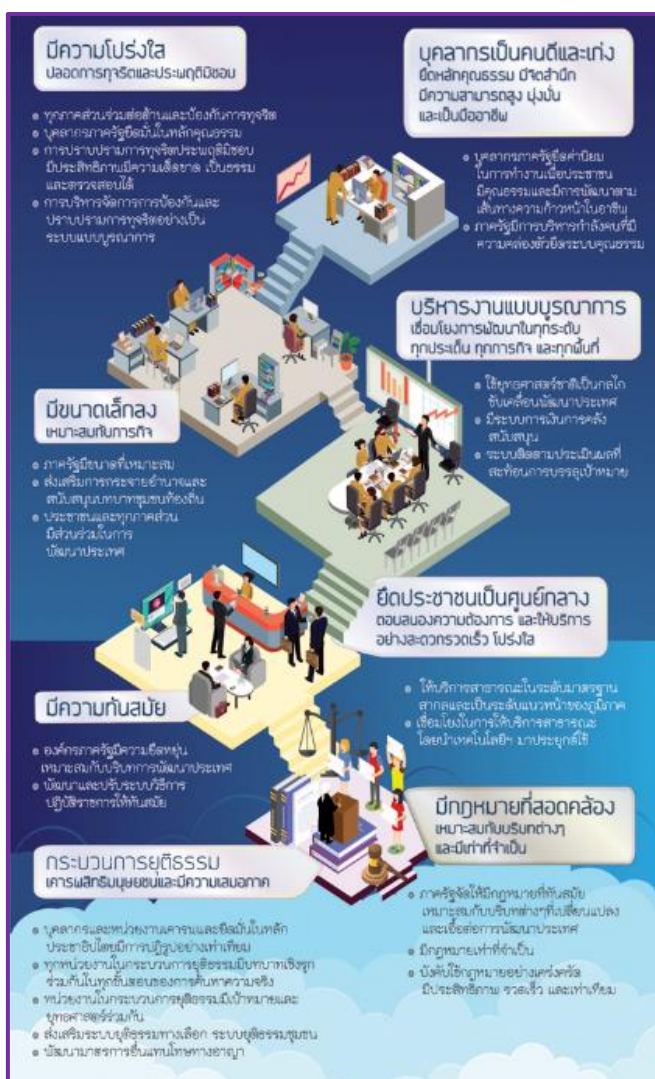 มีความโปร่งใส
ปลอดการทุจริตและประพฤติมิชอบ
• ทุกภาคส่วนร่วมต่อต้านและป้องกันการทุจริต
• บุคลากรภาครัฐยึดมั่นในหลักคุณธรรม
• การปราบปรามการทุจริตประพฤติมิชอบ
มีประสิทธิภาพมีความเด็ดขาด เป็นธรรม
และตรวจสอบได้
• การบริหารจัดการการป้องกันและ
ปราบปรามการทุจริตอย่างเป็น
ระบบแบบบูรณาการ
บุคลากรเป็นคนดีและเก่ง
ยึดหลักคุณธรรม มีจิตสำนึก
มีความสามารถสูง มุ่งมั่น
และเป็นมืออาชีพ
• บุคลากรภาครัฐยึดค่านิยม
ในการทำงานเพื่อประชาชน
มีคุณธรรมและมีการพัฒนาตาม
เส้นทางความก้าวหน้าในอาชีพ
• ภาครัฐมีการบริหารกำลังคนที่มี
ความคล่องตัวยึดระบบคุณธรรม
บริหารงานแบบบูรณาการ
เชื่อมโยงการพัฒนาในทุกระดับ
ทุกประเด็น ทุกภารกิจ และทุกพื้นที่
• ใช้ยุทธศาสตร์ชาติเป็นกลไก
ขับเคลื่อนพัฒนาประเทศ
• มีระบบการเงินการคลัง
สนับสนุน
• ระบบติดตามประเมินผลที่
สะท้อนการบรรลุเป้าหมาย
มีขนาดเล็กลง
เหมาะสมกับภารกิจ
• ภาครัฐมีขนาดที่เหมาะสม
• ส่งเสริมการกระจายอำนาจและ
สนับสนุนบทบาทชุมชนท้องถิ่น
• ประชาชนและทุกภาคส่วน
มีส่วนร่วมในการ
พัฒนาประเทศ
ยึดประชาชนเป็นศูนย์กลาง
ตอบสนองความต้องการ และให้บริการ
อย่างสะดวกรวดเร็ว โปร่งใส
• ให้บริการสาธารณะในระดับมาตรฐาน
สากลและเป็นระดับแนวหน้าของภูมิภาค
• เชื่อมโยงในการให้บริการสาธารณะ
โดยนำเทคโนโลยีฯ มาประยุกต์ใช้
มีความทันสมัย
• องค์กรภาครัฐมีความยืดหยุ่น
เหมาะสมกับบริบทการพัฒนาประเทศ
• พัฒนาและปรับระบบวิธีการ
ปฏิบัติราชการให้ทันสมัย
มีกฎหมายที่สอดคล้อง
เหมาะสมกับบริบทต่างๆ
และมีเท่าที่จำเป็น
• ภาครัฐจัดให้มีกฎหมายที่ทันสมัย
เหมาะสมกับบริบทต่างๆที่เปลี่ยนแปลง
และเอื้อต่อการพัฒนาประเทศ
• มีกฎหมายเท่าที่จำเป็น
• บังคับใช้กฎหมายอย่างเคร่งครัด
มีประสิทธิภาพ รวดเร็ว และเท่าเทียม
กระบวนการยุติธรรม
เคารพสิทธิมนุษยชนและมีความเสมอภาค
• บุคลากรและหน่วยงานเคารพและยึดมั่นในหลัก
ประชาธิปไตยมีการปฏิรูปอย่างเท่าเทียม
• ทุกหน่วยงานในกระบวนการยุติธรรมมีบทบาทเชิงรุก
ร่วมกันในทุกขั้นตอนของการค้นหาความจริง
• หน่วยงานในกระบวนการยุติธรรมมีเป้าหมายและ
ยุทธศาสตร์ร่วมกัน
• ส่งเสริมระบบยุติธรรมทางเลือก ระบบยุติธรรมชุมชน
• พัฒนามาตรการอื่นแทนโทษทางอาญา